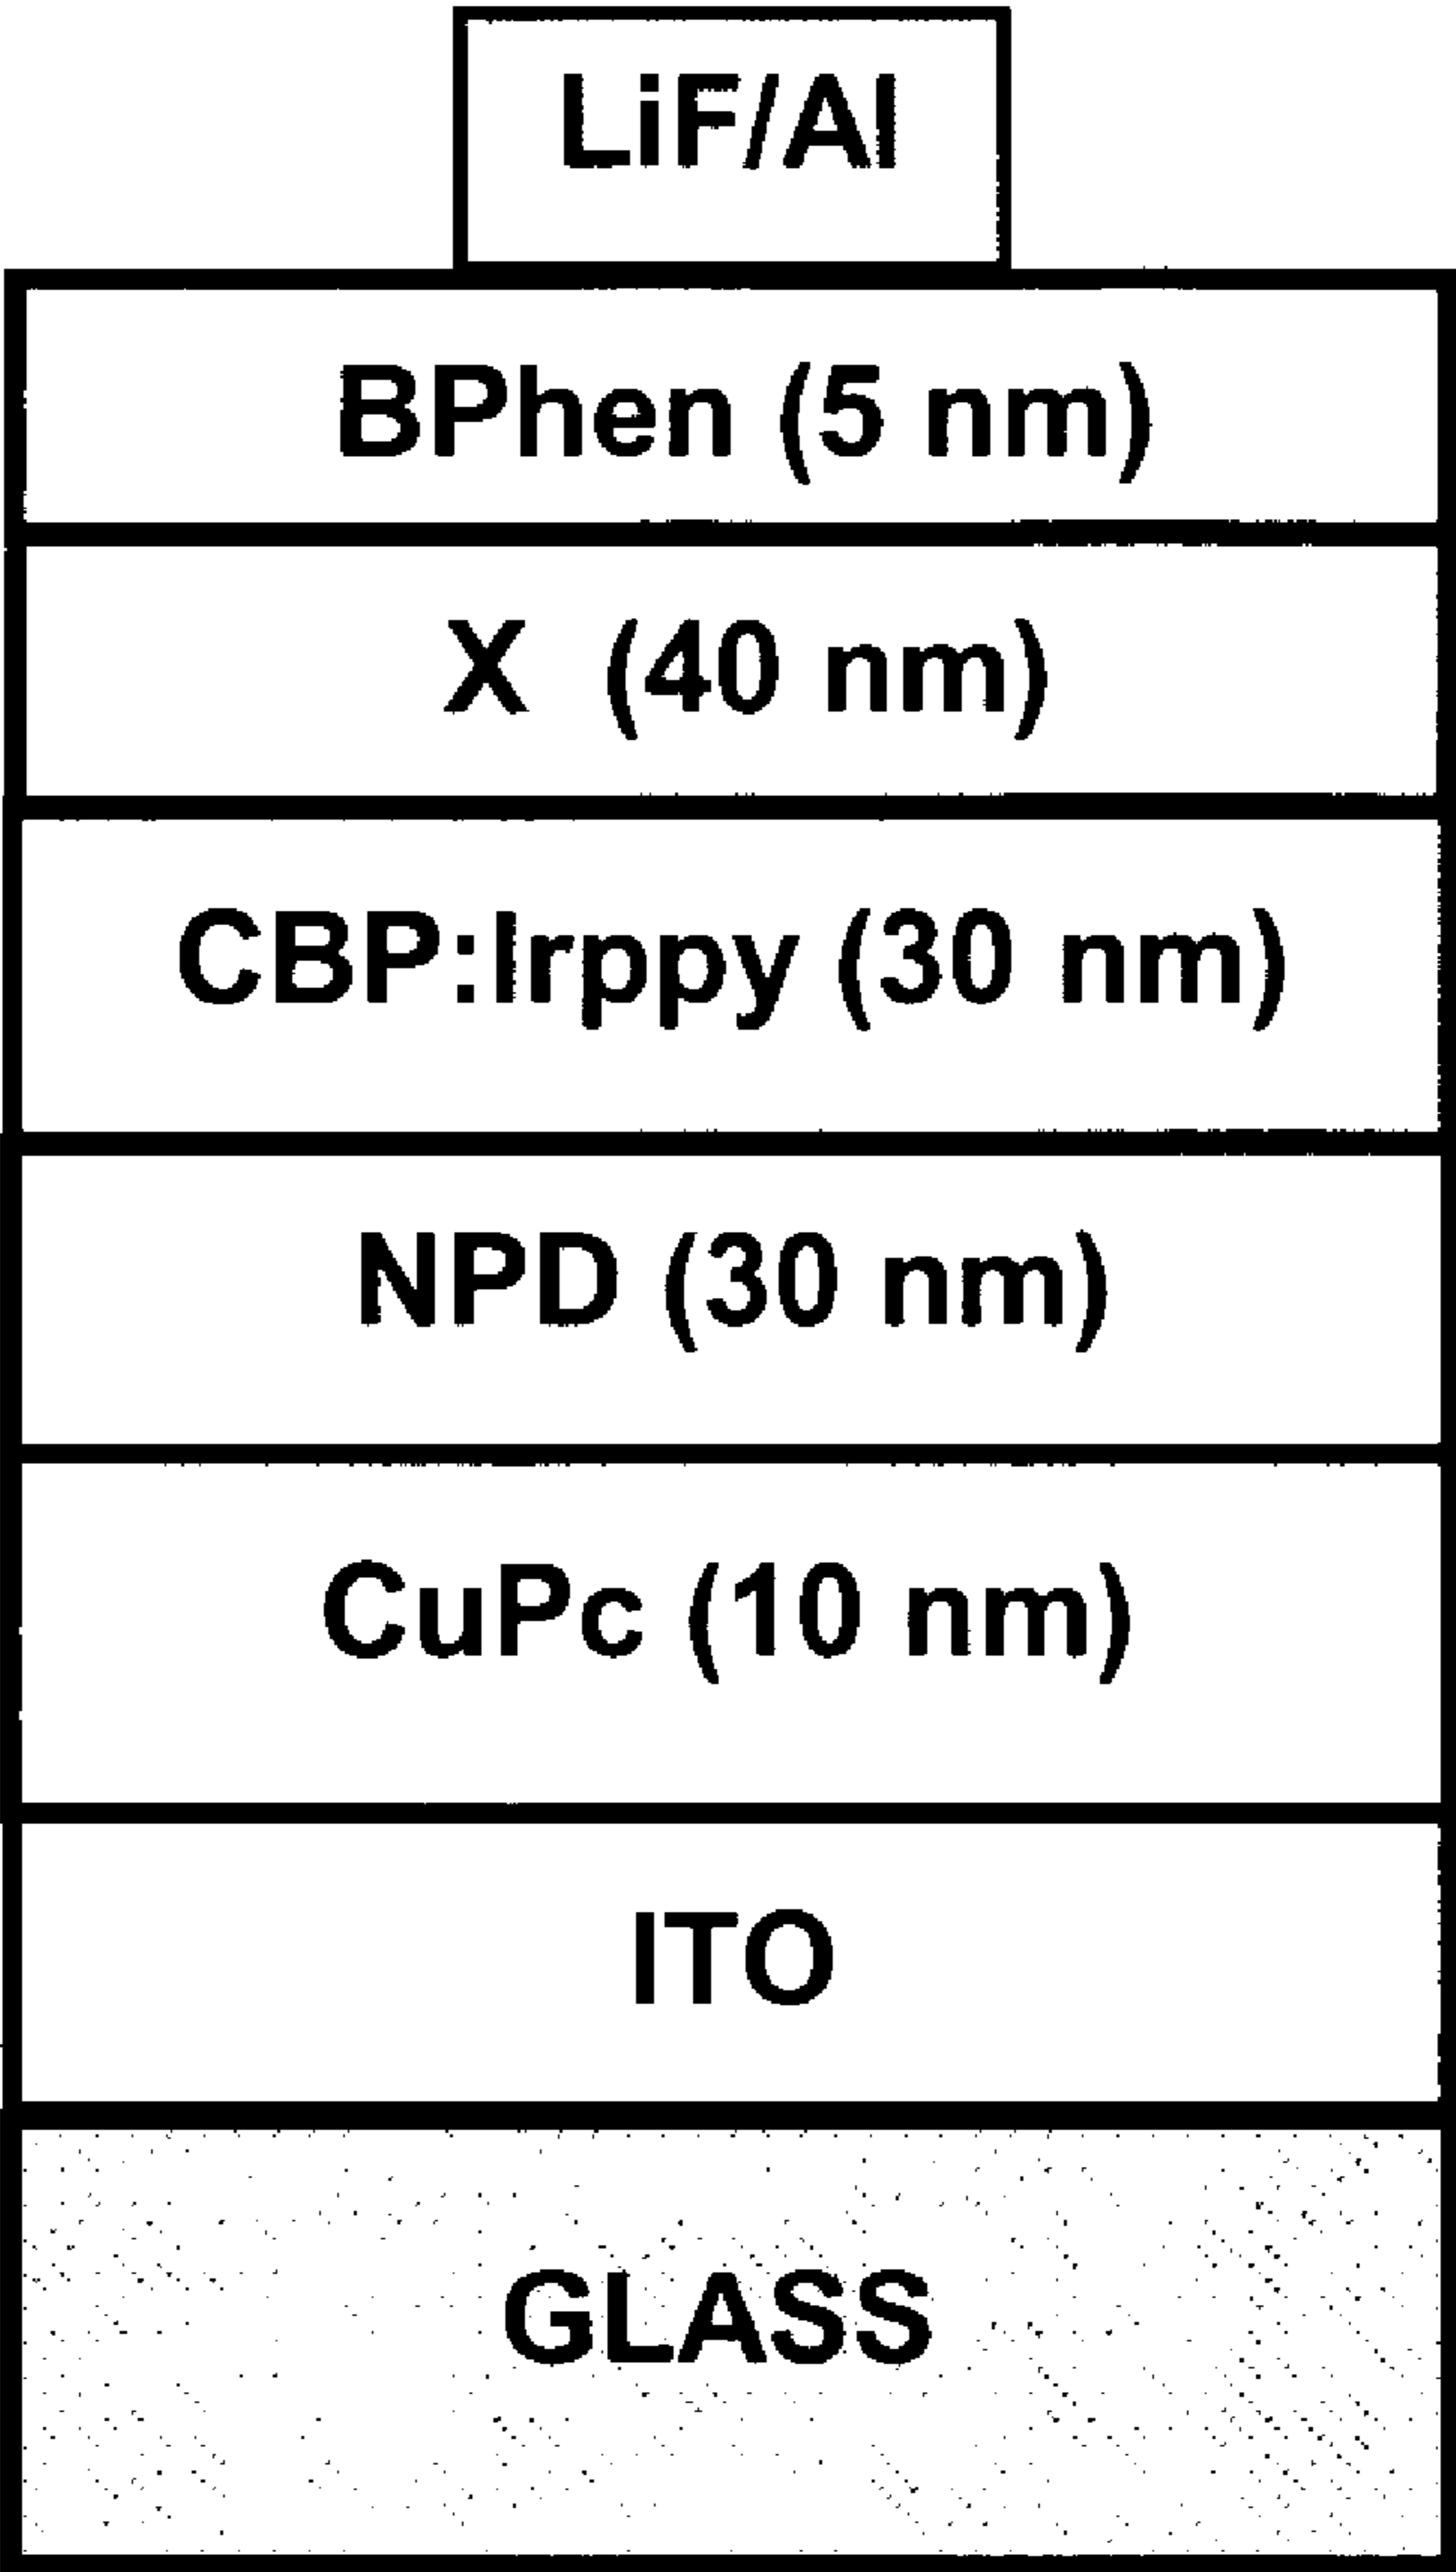 LiF/Al
BPhen (5 nm)
X (40 nm)
CBP:Irppy (30 nm)
NPD (30 nm)
CuPc (10 nm)
ITO
GLASS